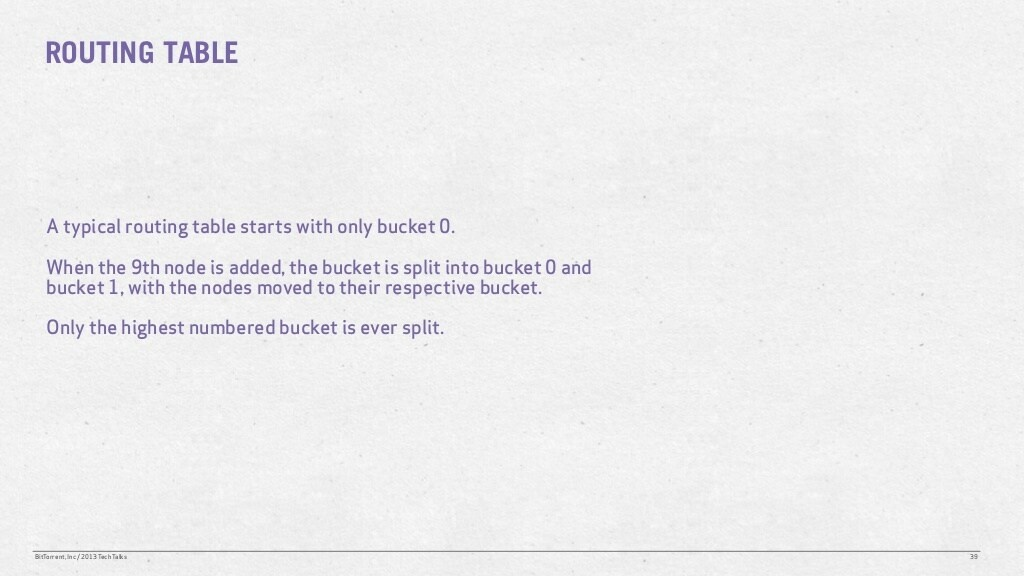 ROUTING TABLE
A typical routing table starts with only bucket 0.
When the 9th node is added, the bucket is split into bucket 0 and
bucket 1, with the nodes moved to their respective bucket.
Only the highest numbered bucket is ever split.
BitTorrent, Inc / 2013 Tech Talks
39